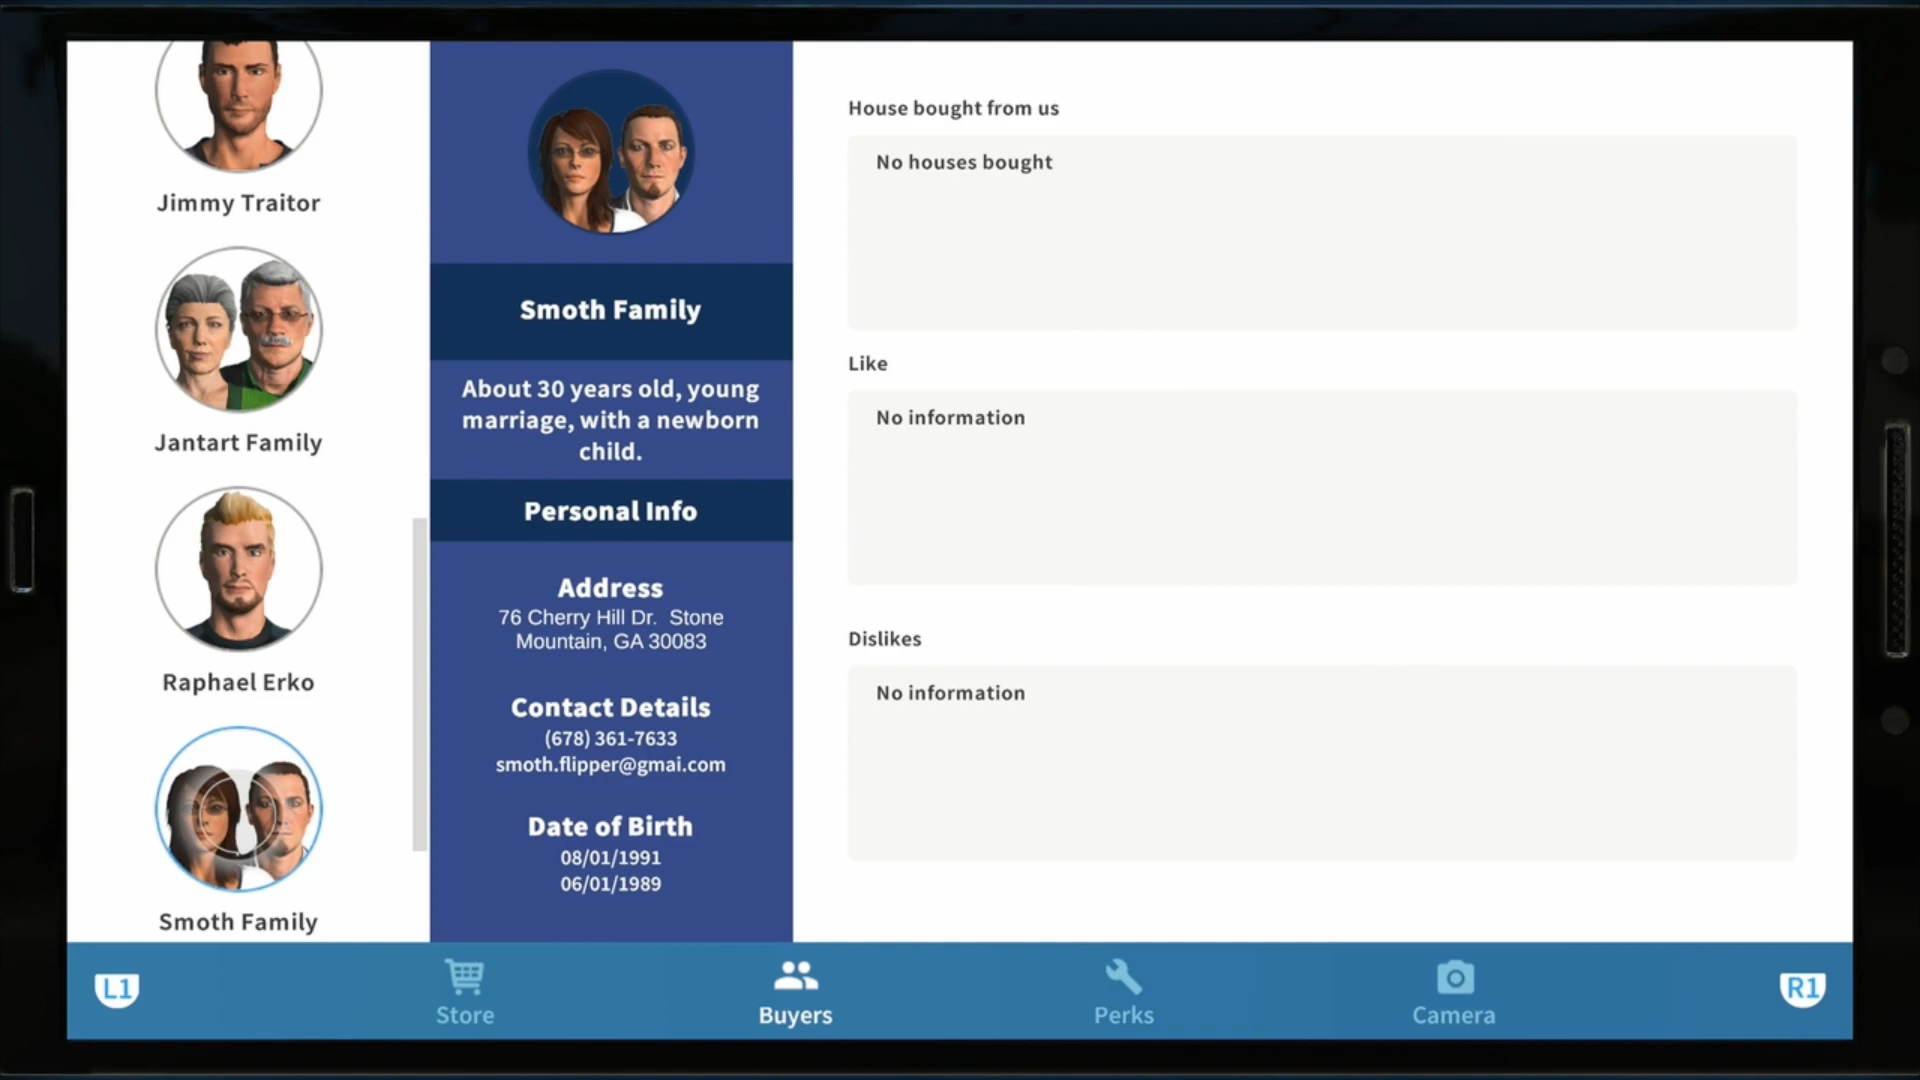 Jimmy Traitor
Jantart Family
Raphael Erko
Smoth Family
Smoth Family
About 30 years old, young
marriage, with a newborn
child.
Personal Info
Address
76 Cherry Hill Dr.  Stone
Mountain, GA 30083
Contact Details
(678) 361-7633
smoth.flipper@gmai.com
Date of Birth
08/01/1991
06/01/1989
House bought from us
No houses bought
Like
No information
Dislikes
No information
L1
Store
Buyers
Perks
Camera
R1